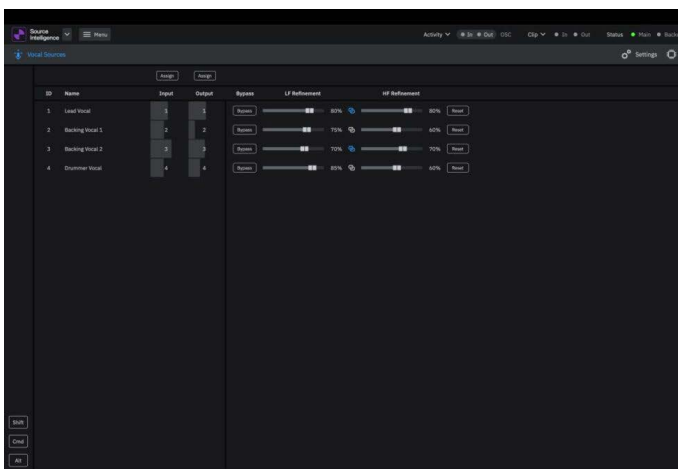 Source Intelligence Menu Activity In Out OSC Clip In Out Status Main Back
Vocal Sources Settings
Assign Assign
ID Name Input Output Bypass LF Refinement HF Refinement
1 Lead Vocal 1 1 Bypass 80% 80% Reset
2 Backing Vocal 1 2 2 Bypass 75% 60% Reset
3 Backing Vocal 2 3 3 Bypass 70% 70% Reset
4 Drummer Vocal 4 4 Bypass 85% 60% Reset
Shift
Cmd
Alt